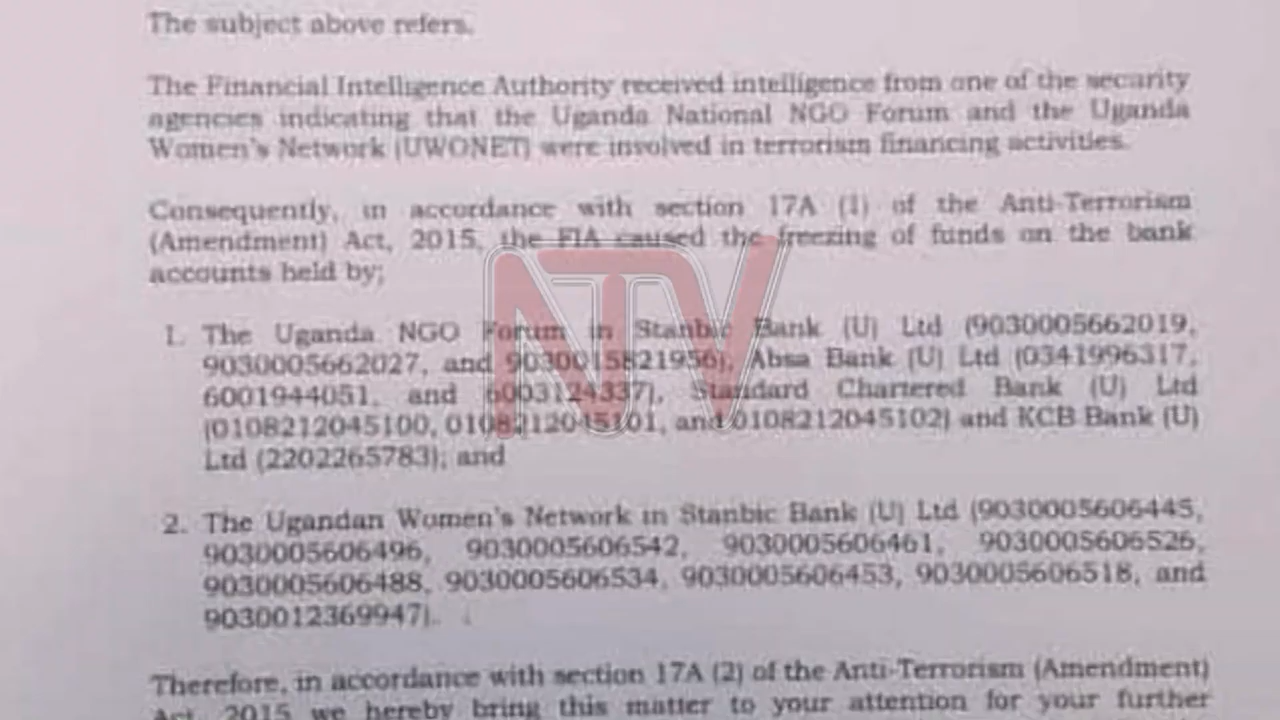 The subject above refers.
The Financial Intelligence Authority received intelligence from one of the security
agencies indicating that the Uganda National NGO Forum and the Uganda
Women's Network (UWONET) were involved in terrorism financing activities.
Consequently, in accordance with section 17A (1) of the Anti-Terrorism
(Amendment) Act, 2015, the FIA caused the freezing of funds on the bank
accounts held by;
1. The Uganda NGO Forum in Stanbic Bank (U) Ltd (9030005662019,
9030005662027, and 9030015821956), Absa Bank (U) Ltd (0341996317,
6001944051, and 6003124337), Standard Chartered Bank (U) Ltd
(0108212045100, 0108212045101, and 0108212045102) and KCB Bank (U)
Ltd (2202265783); and
2. The Ugandan Women's Network in Stanbic Bank (U) Ltd (9030005606445,
9030005606496, 9030005606542, 9030005606461, 9030005606526,
9030005606488, 9030005606534, 9030005606453, 9030005606518, and
9030012369947).
Therefore, in accordance with section 17A (2) of the Anti-Terrorism (Amendment)
Act, 2015 we hereby bring this matter to your attention for your further
NTV